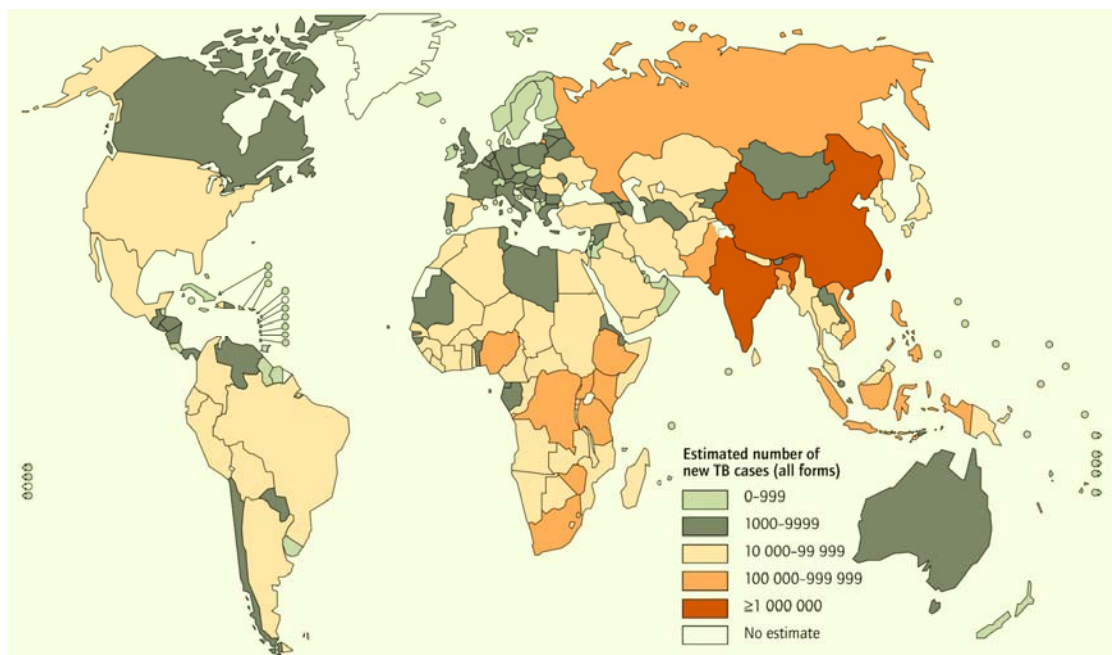 Estimated number of
new TB cases (all forms)
0–999
1000–9999
10 000–99 999
100 000–999 999
≥1 000 000
No estimate